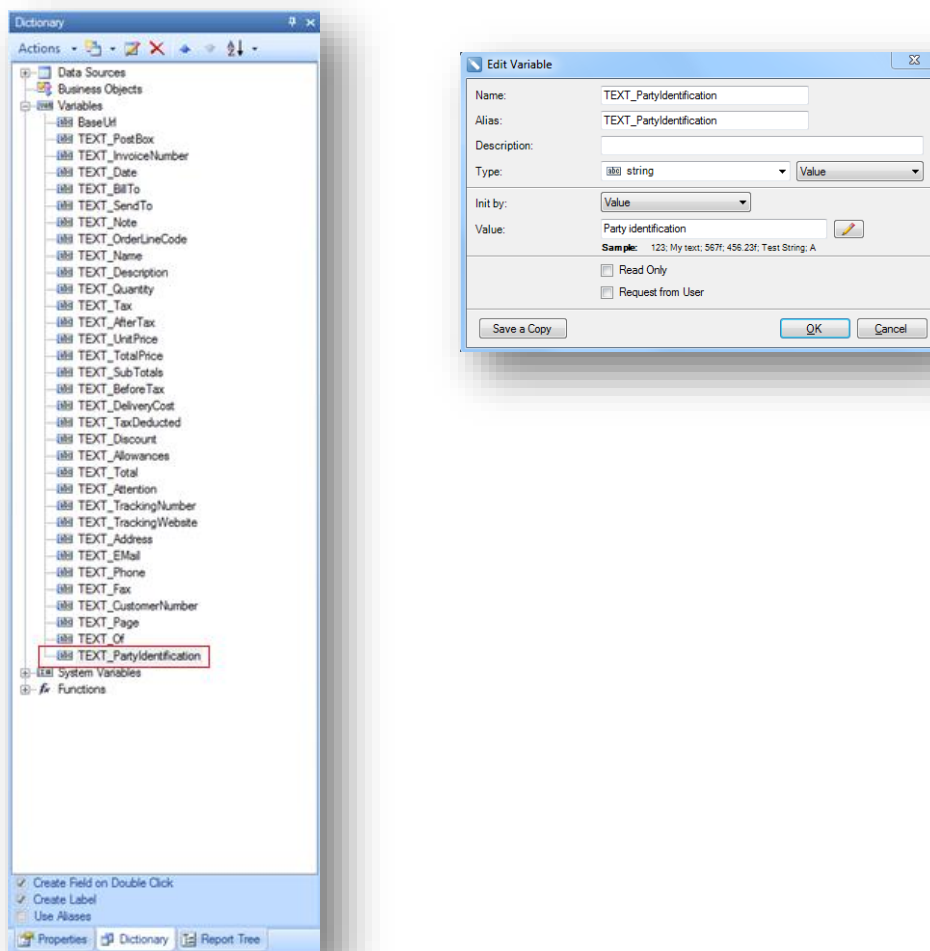 Dictionary
Actions
Data Sources
Business Objects
Variables
BaseUrl
TEXT_PostBox
TEXT_InvoiceNumber
TEXT_Date
TEXT_BillTo
TEXT_SendTo
TEXT_Note
TEXT_OrderLineCode
TEXT_Name
TEXT_Description
TEXT_Quantity
TEXT_Tax
TEXT_AfterTax
TEXT_UnitPrice
TEXT_TotalPrice
TEXT_SubTotals
TEXT_BeforeTax
TEXT_DeliveryCost
TEXT_TaxDeducted
TEXT_Discount
TEXT_Allowances
TEXT_Total
TEXT_Attention
TEXT_TrackingNumber
TEXT_TrackingWebsite
TEXT_Address
TEXT_EMail
TEXT_Phone
TEXT_Fax
TEXT_CustomerNumber
TEXT_Page
TEXT_Of
TEXT_PartyIdentification
System Variables
Functions
Create Field on Double Click
Create Label
Use Aliases
Properties Dictionary Report Tree
Edit Variable
Name: TEXT_PartyIdentification
Alias: TEXT_PartyIdentification
Description:
Type: string Value
Init by: Value
Value: Party identification
Sample: 123; My text; 567f; 456.23f; Test String; A
Read Only
Request from User
Save a Copy OK Cancel